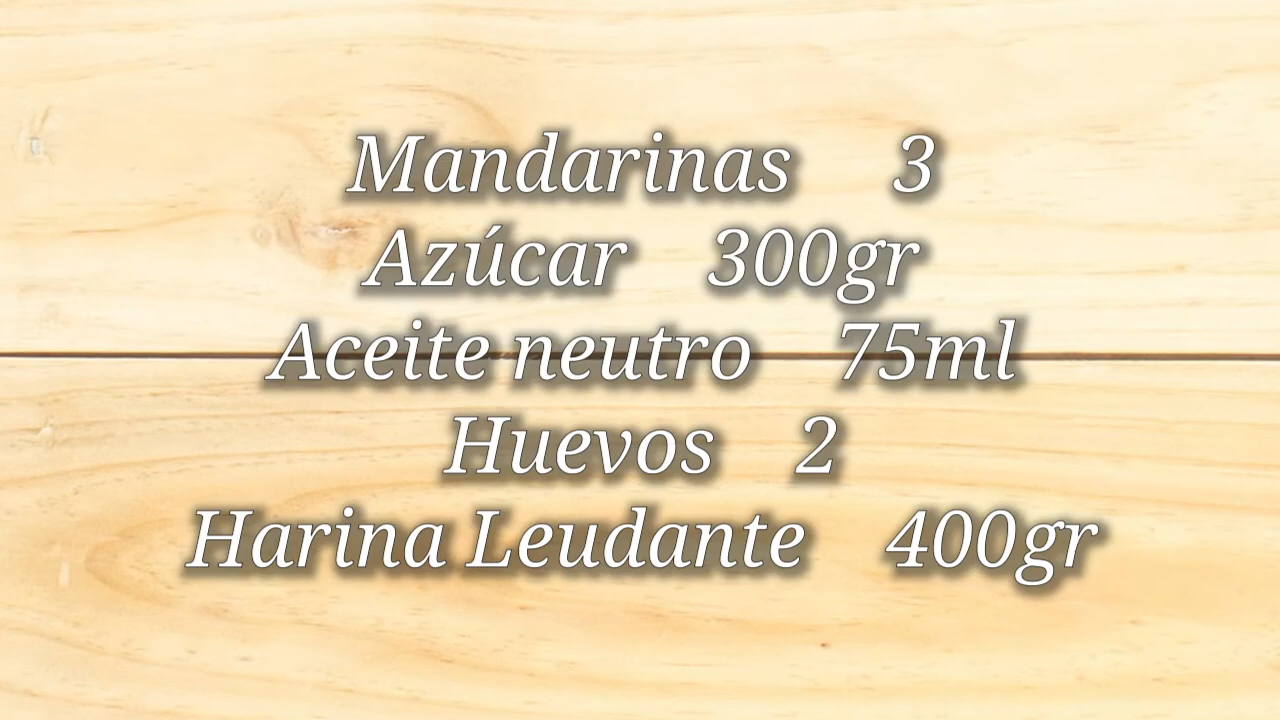 Mandarinas 3
Azúcar 300gr
Aceite neutro 75ml
Huevos 2
Harina Leudante 400gr